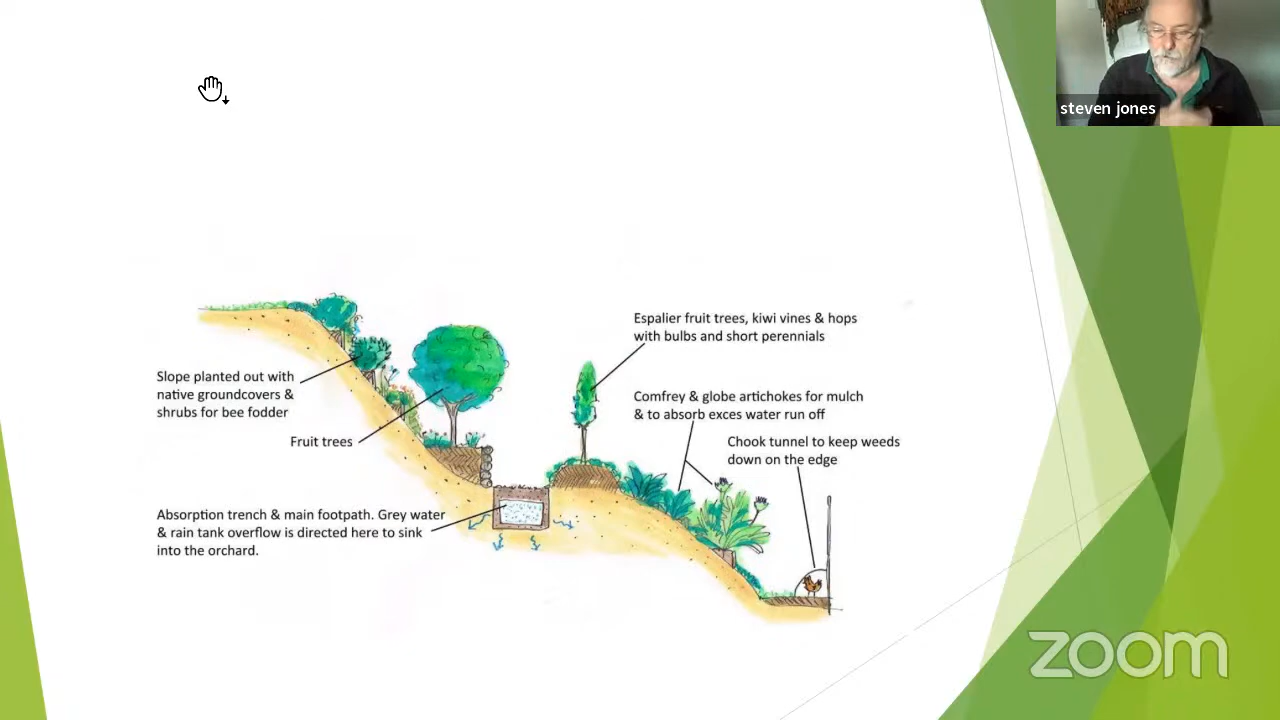 steven jones
Espalier fruit trees, kiwi vines & hops
with bulbs and short perennials
Slope planted out with
native groundcovers &
shrubs for bee fodder
Comfrey & globe artichokes for mulch
& to absorb exces water run off
Fruit trees
Chook tunnel to keep weeds
down on the edge
Absorption trench & main footpath. Grey water
& rain tank overflow is directed here to sink
into the orchard.
zoom